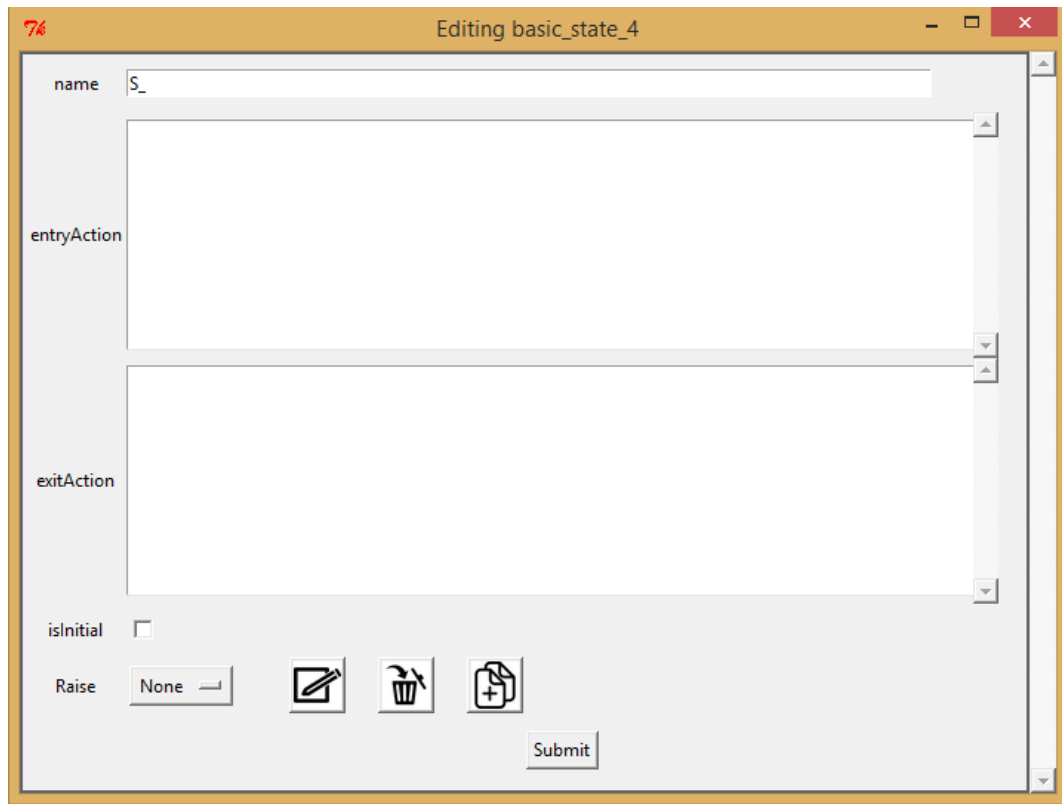 Editing basic_state_4
name S_
entryAction
exitAction
isInitial
Raise None
Submit